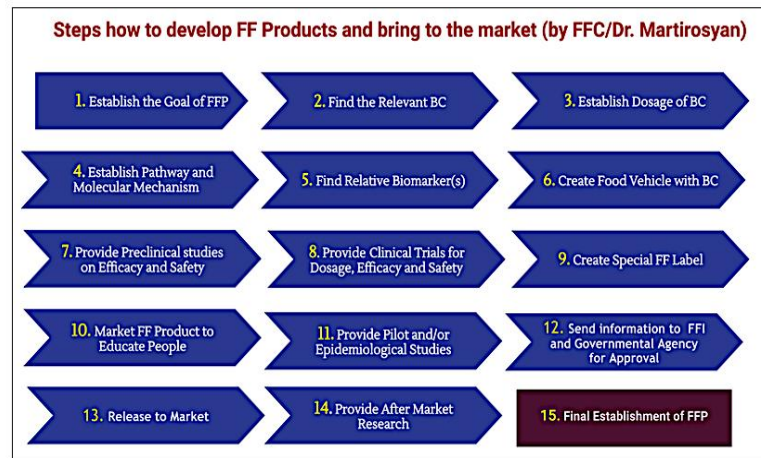 Steps how to develop FF Products and bring to the market (by FFC/Dr. Martirosyan)
1. Establish the Goal of FFP
2. Find the Relevant BC
3. Establish Dosage of BC
4. Establish Pathway and
Molecular Mechanism
5. Find Relative Biomarker(s)
6. Create Food Vehicle with BC
7. Provide Preclinical studies
on Efficacy and Safety
8. Provide Clinical Trials for
Dosage, Efficacy and Safety
9. Create Special FF Label
10. Market FF Product to
Educate People
11. Provide Pilot and/or
Epidemiological Studies
12. Send information to FFI
and Governmental Agency
for Approval
13. Release to Market
14. Provide After Market
Research
15. Final Establishment of FFP